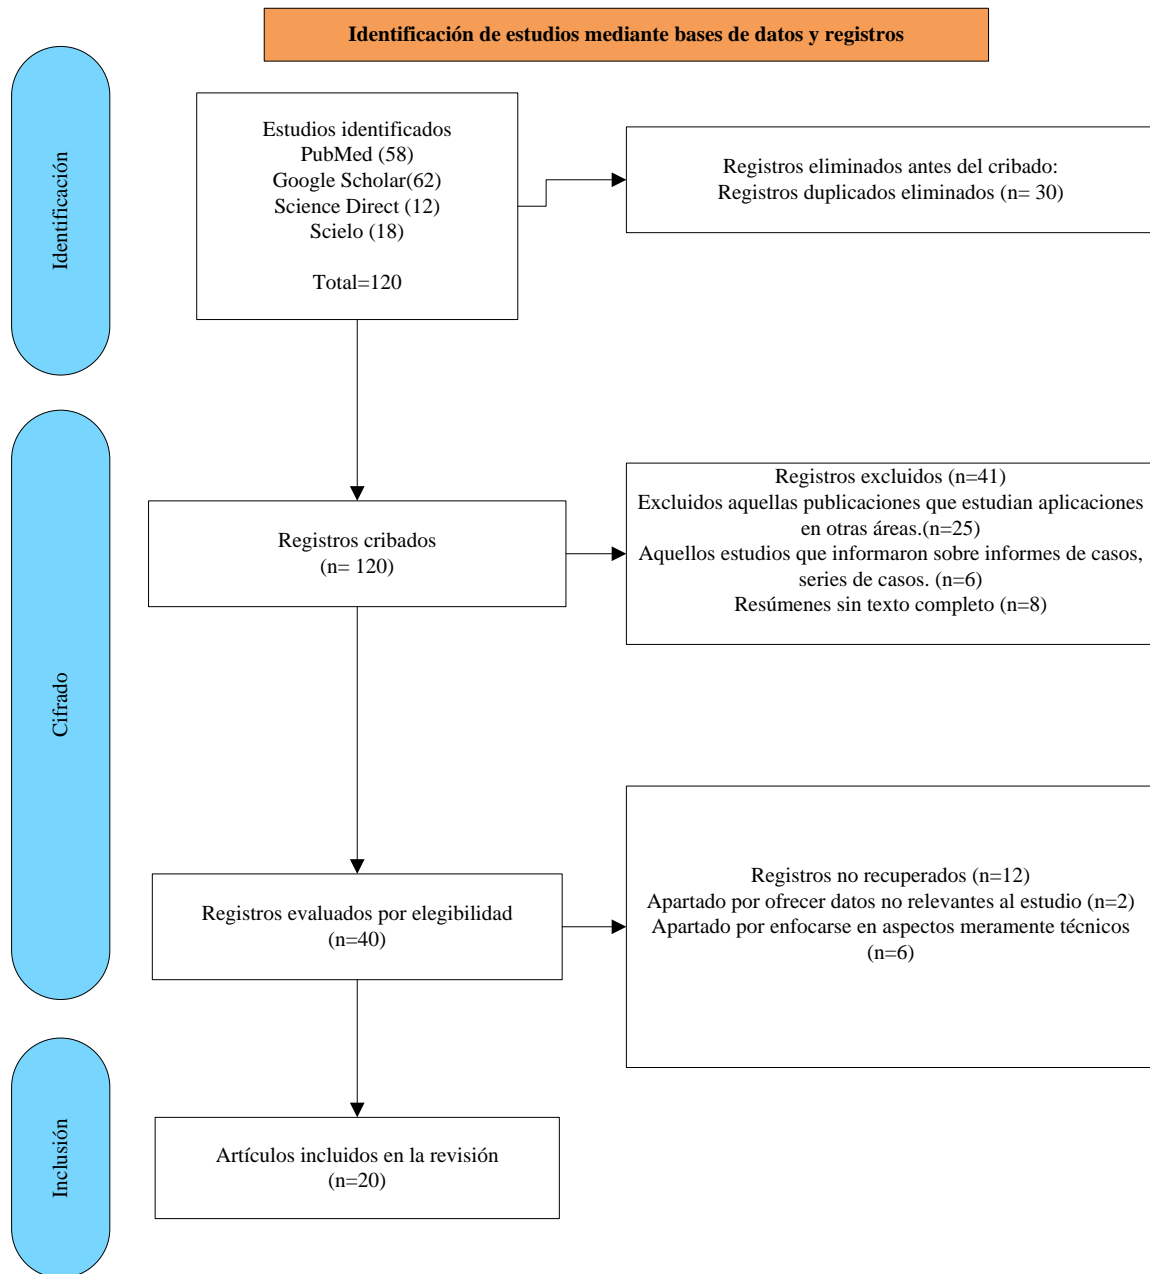 Identificación de estudios mediante bases de datos y registros
Identificación
Estudios identificados
PubMed (58)
Google Scholar(62)
Science Direct (12)
Scielo (18)
Total=120
Registros eliminados antes del cribado:
Registros duplicados eliminados (n= 30)
Cifrado
Registros cribados
(n= 120)
Registros excluidos (n=41)
Excluidos aquellas publicaciones que estudian aplicaciones
en otras áreas.(n=25)
Aquellos estudios que informaron sobre informes de casos,
series de casos. (n=6)
Resúmenes sin texto completo (n=8)
Registros evaluados por elegibilidad
(n=40)
Registros no recuperados (n=12)
Apartado por ofrecer datos no relevantes al estudio (n=2)
Apartado por enfocarse en aspectos meramente técnicos
(n=6)
Inclusión
Artículos incluidos en la revisión
(n=20)